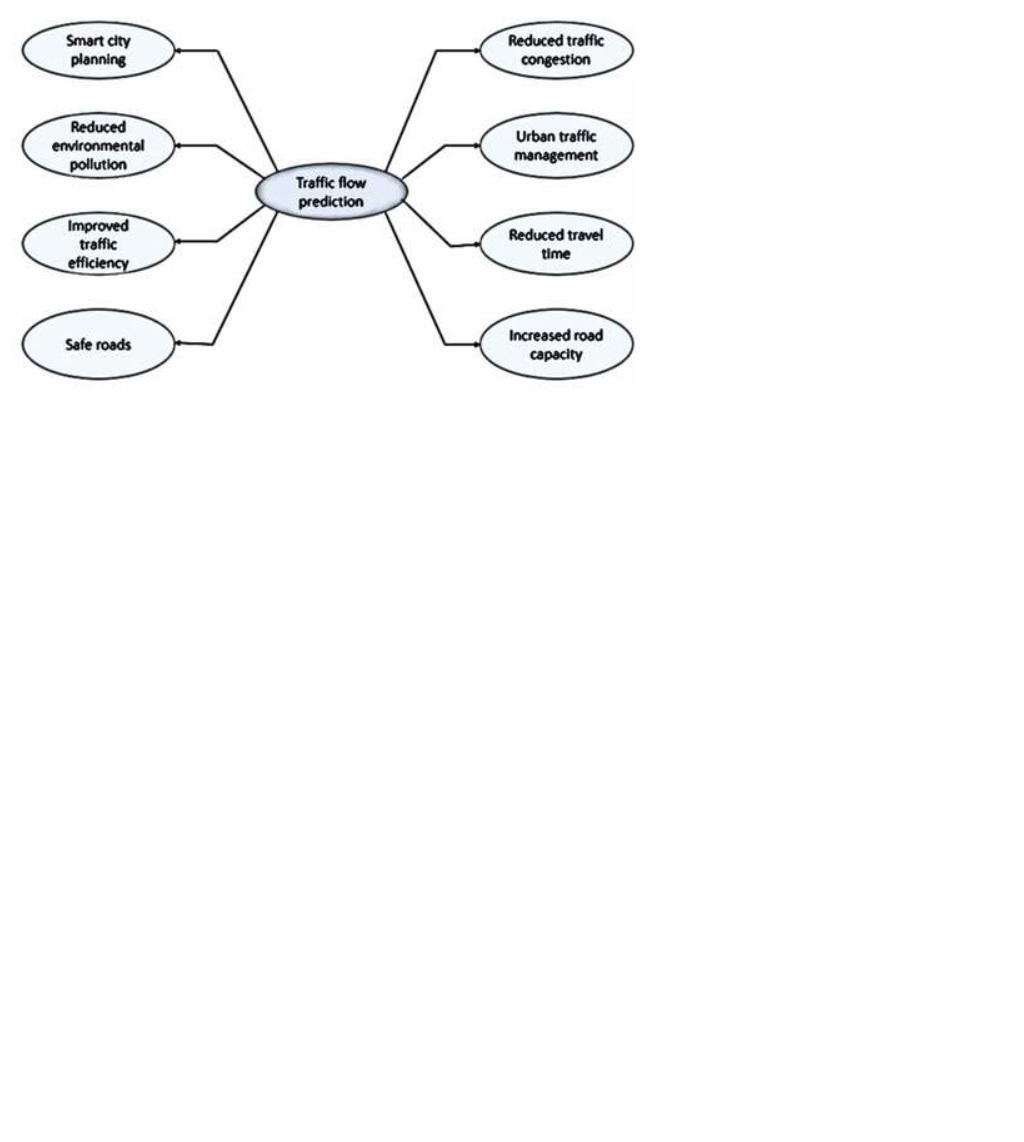 Smart city
planning
Reduced
environmental
pollution
Improved
traffic
efficiency
Safe roads
Traffic flow
prediction
Reduced traffic
congestion
Urban traffic
management
Reduced travel
time
Increased road
capacity